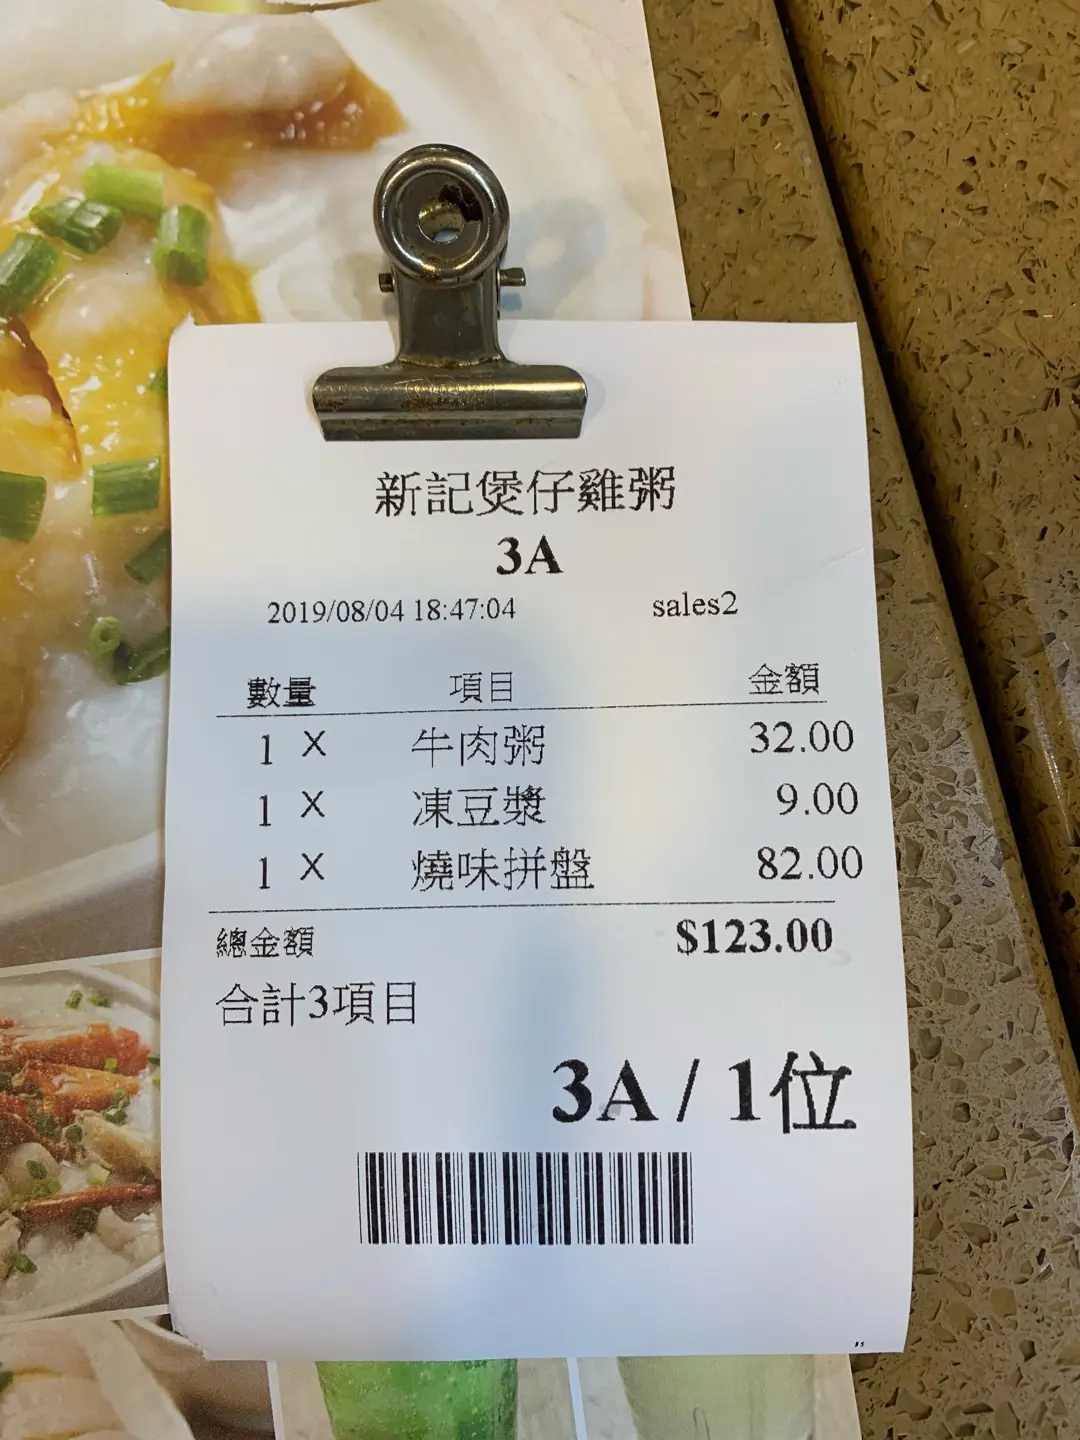 新記煲仔雞粥
3A
2019/08/04 18:47:04 sales2
數量 項目 金額
1 X 牛肉粥 32.00
1 X 凍豆漿 9.00
1 X 燒味拼盤 82.00
總金額 $123.00
合計3項目
3A / 1位